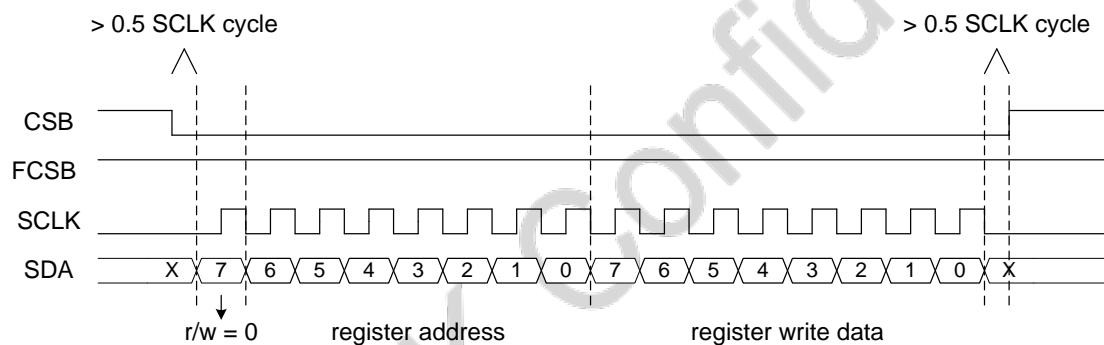 > 0.5 SCLK cycle > 0.5 SCLK cycle
CSB
FCSB
SCLK
SDA X 7 6 5 4 3 2 1 0 7 6 5 4 3 2 1 0 X
r/w = 0 register address register write data
Confid